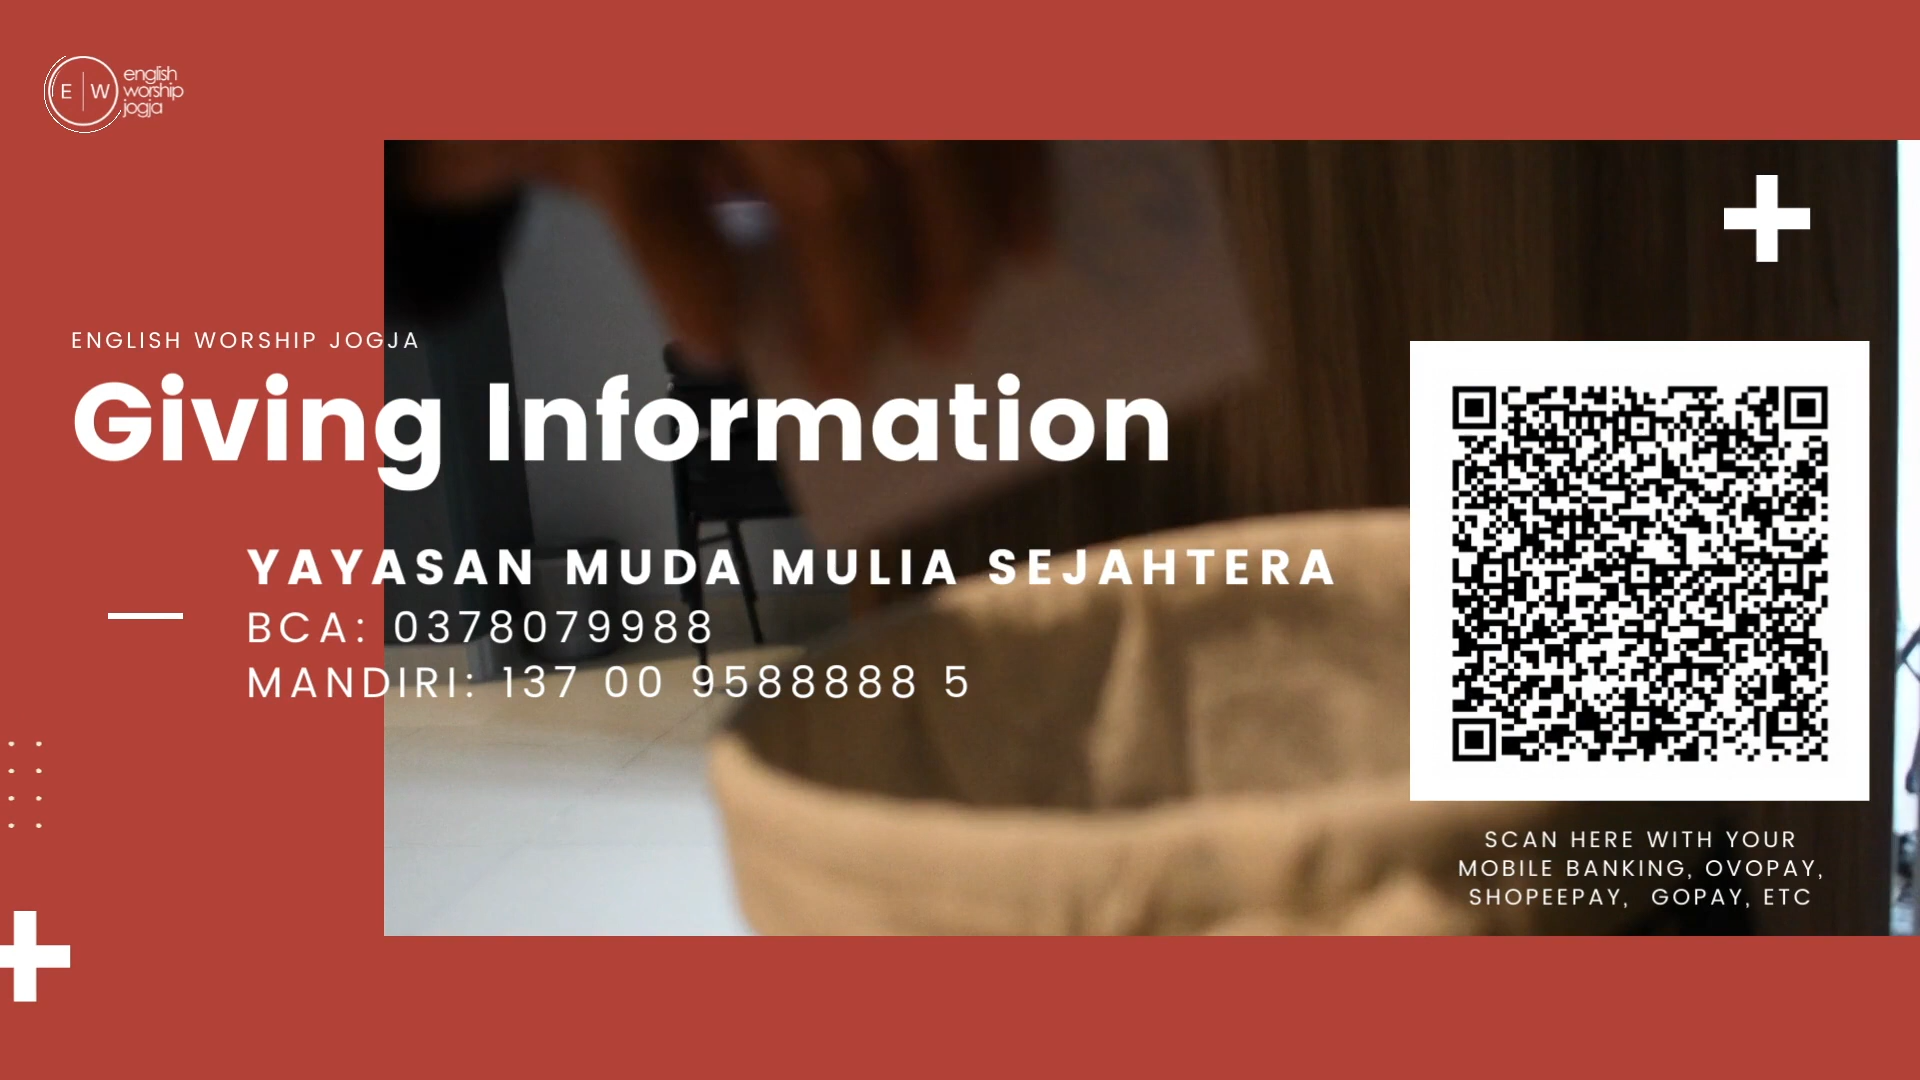 E W
english
worship
jogja
ENGLISH WORSHIP JOGJA
Giving Information
YAYASAN MUDA MULIA SEJAHTERA
BCA: 0378079988
MANDIRI: 137 00 9588888 5
SCAN HERE WITH YOUR
MOBILE BANKING, OVOPAY,
SHOPEEPAY, GOPAY, ETC